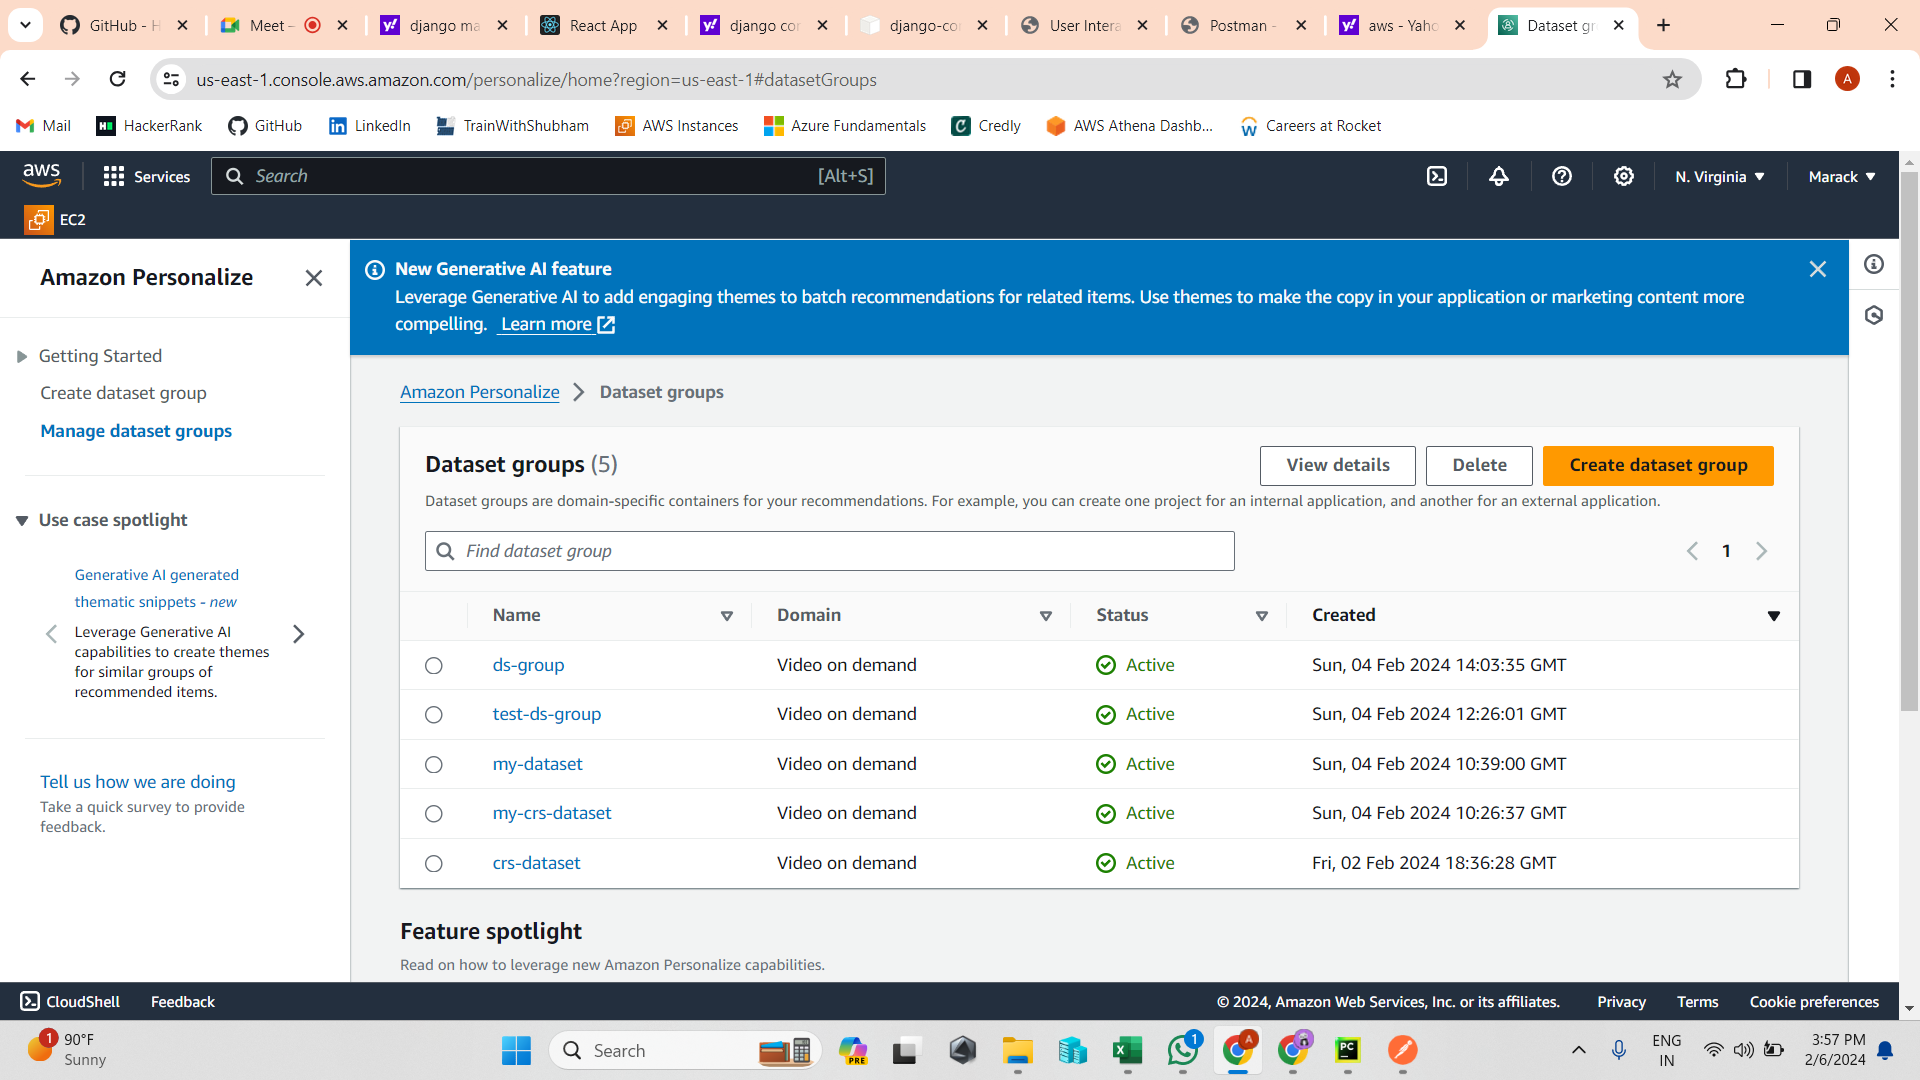 GitHub - H
Meet –
django ma
React App
django cor
django-co
User Intera
Postman -
aws - Yaho
Dataset gr
us-east-1.console.aws.amazon.com/personalize/home?region=us-east-1#datasetGroups
A
Mail
HackerRank
GitHub
LinkedIn
TrainWithShubham
AWS Instances
Azure Fundamentals
Credly
AWS Athena Dashb...
Careers at Rocket
aws
Services
Search
[Alt+S]
N. Virginia
Marack
EC2
Amazon Personalize
Getting Started
Create dataset group
Manage dataset groups
Use case spotlight
Generative AI generated
thematic snippets - new
Leverage Generative AI
capabilities to create themes
for similar groups of
recommended items.
Tell us how we are doing
Take a quick survey to provide
feedback.
New Generative AI feature
Leverage Generative AI to add engaging themes to batch recommendations for related items. Use themes to make the copy in your application or marketing content more
compelling. Learn more
Amazon Personalize
Dataset groups
Dataset groups (5)
View details
Delete
Create dataset group
Dataset groups are domain-specific containers for your recommendations. For example, you can create one project for an internal application, and another for an external application.
Find dataset group
1
Name Domain Status Created
ds-group Video on demand Active Sun, 04 Feb 2024 14:03:35 GMT
test-ds-group Video on demand Active Sun, 04 Feb 2024 12:26:01 GMT
my-dataset Video on demand Active Sun, 04 Feb 2024 10:39:00 GMT
my-crs-dataset Video on demand Active Sun, 04 Feb 2024 10:26:37 GMT
crs-dataset Video on demand Active Fri, 02 Feb 2024 18:36:28 GMT
Feature spotlight
Read on how to leverage new Amazon Personalize capabilities.
CloudShell
Feedback
© 2024, Amazon Web Services, Inc. or its affiliates.
Privacy
Terms
Cookie preferences
1
90°F
Sunny
Search
PRE
1
A
PC
ENG
IN
3:57 PM
2/6/2024